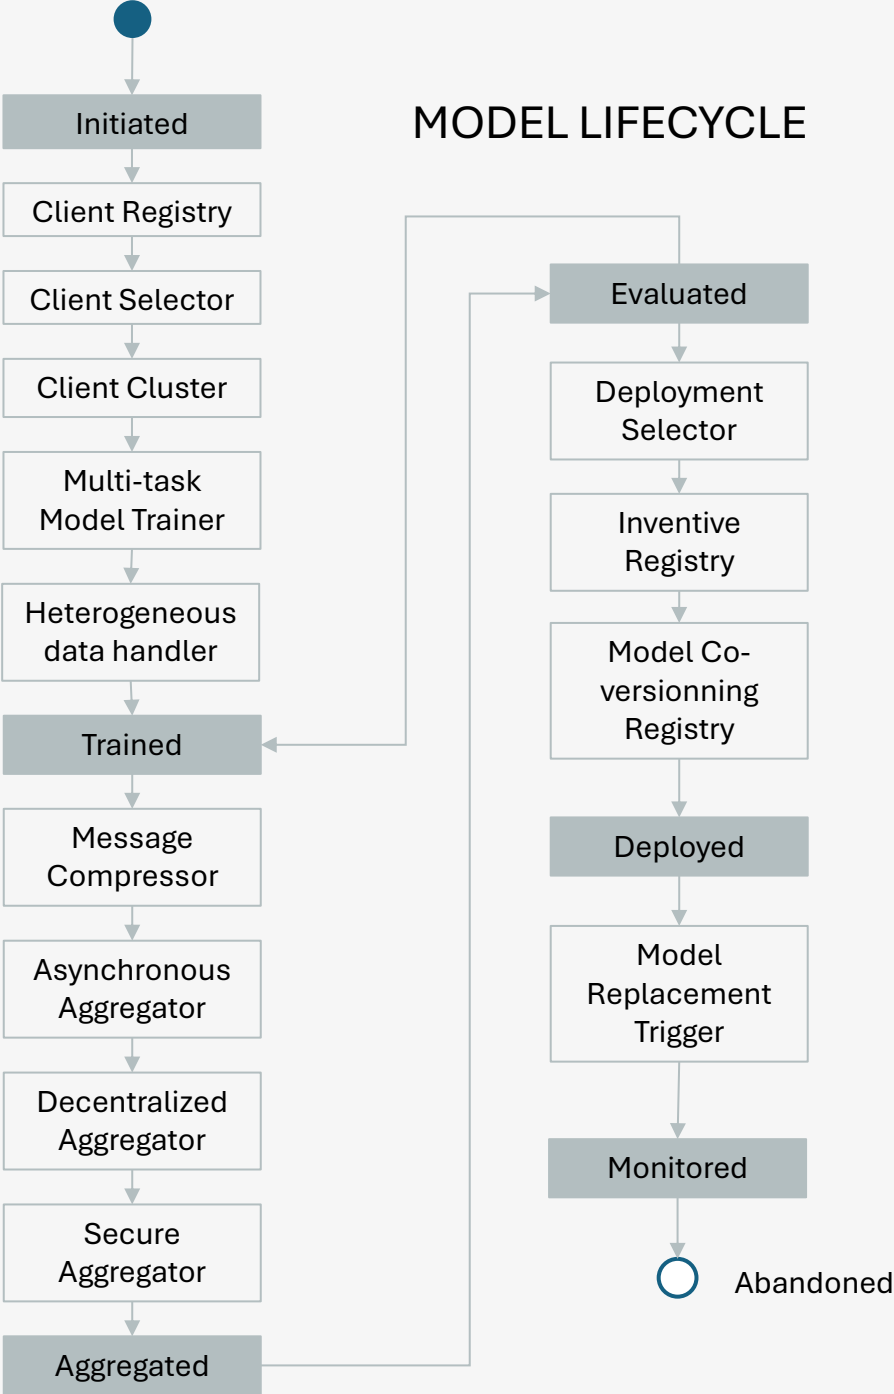 MODEL LIFECYCLE
Initiated
Client Registry
Client Selector
Client Cluster
Multi-task
Model Trainer
Heterogeneous
data handler
Trained
Message
Compressor
Asynchronous
Aggregator
Decentralized
Aggregator
Secure
Aggregator
Aggregated
Evaluated
Deployment
Selector
Inventive
Registry
Model Co-
versionning
Registry
Deployed
Model
Replacement
Trigger
Monitored
Abandoned